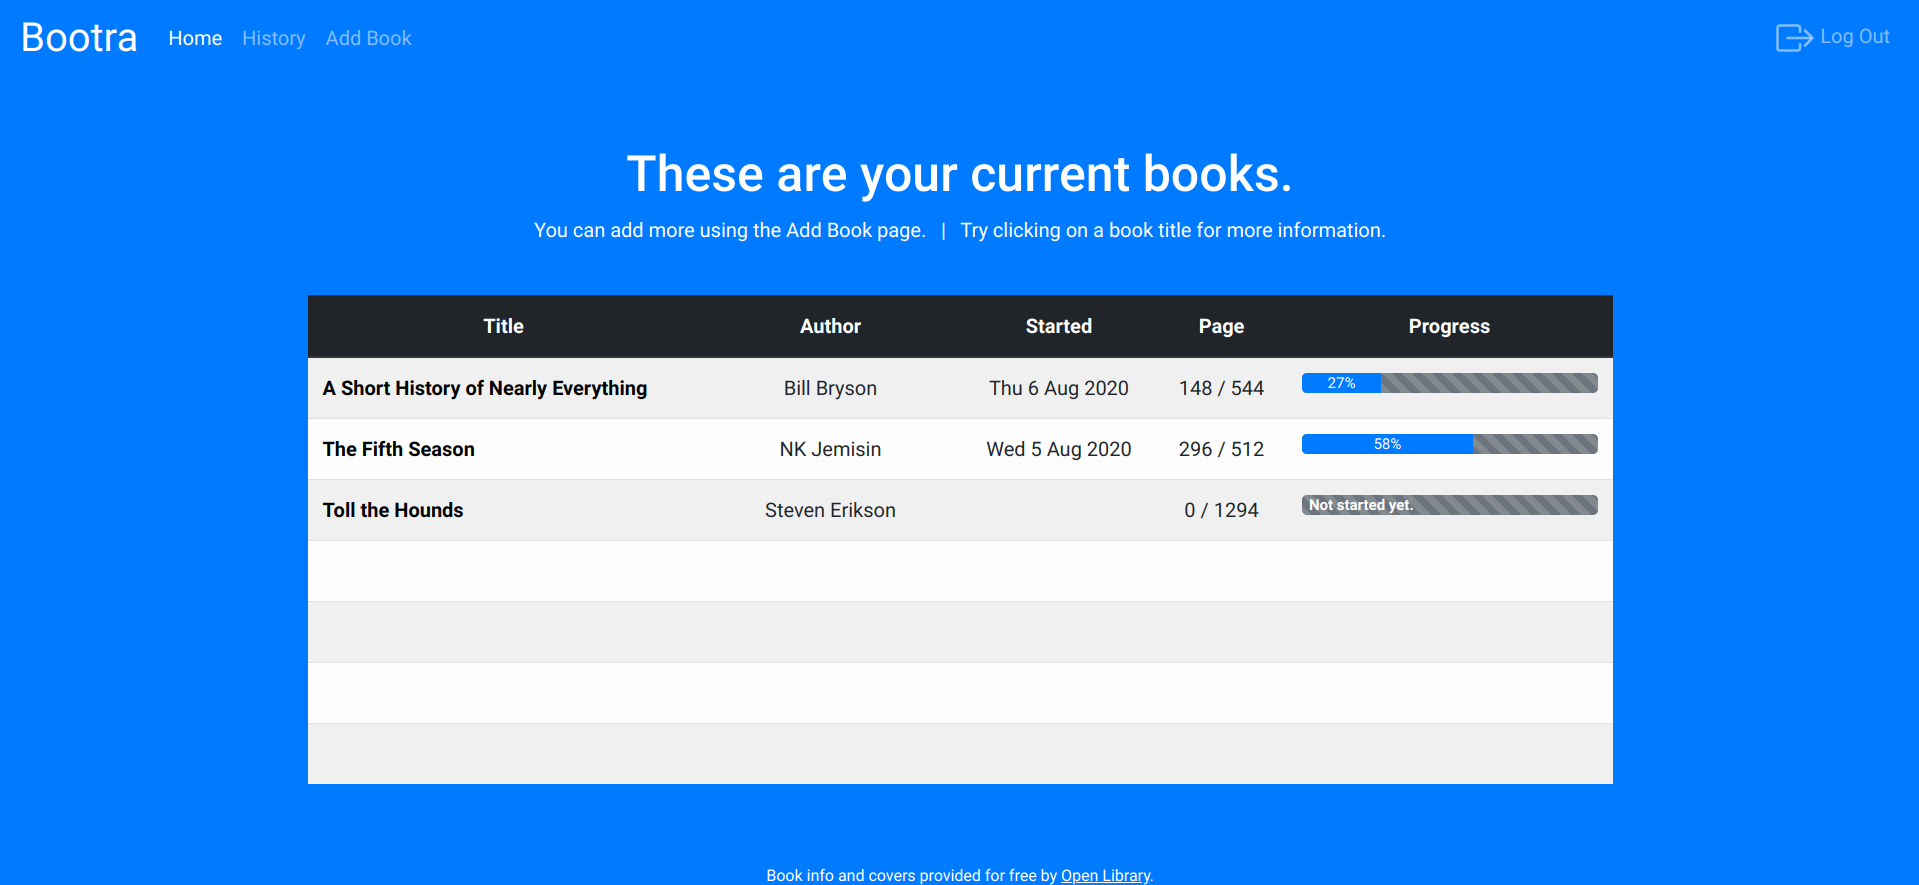 Bootra Home History Add Book Log Out
These are your current books.
You can add more using the Add Book page. | Try clicking on a book title for more information.
Title Author Started Page Progress
A Short History of Nearly Everything Bill Bryson Thu 6 Aug 2020 148 / 544 27%
The Fifth Season NK Jemisin Wed 5 Aug 2020 296 / 512 58%
Toll the Hounds Steven Erikson 0 / 1294 Not started yet.
Book info and covers provided for free by Open Library.